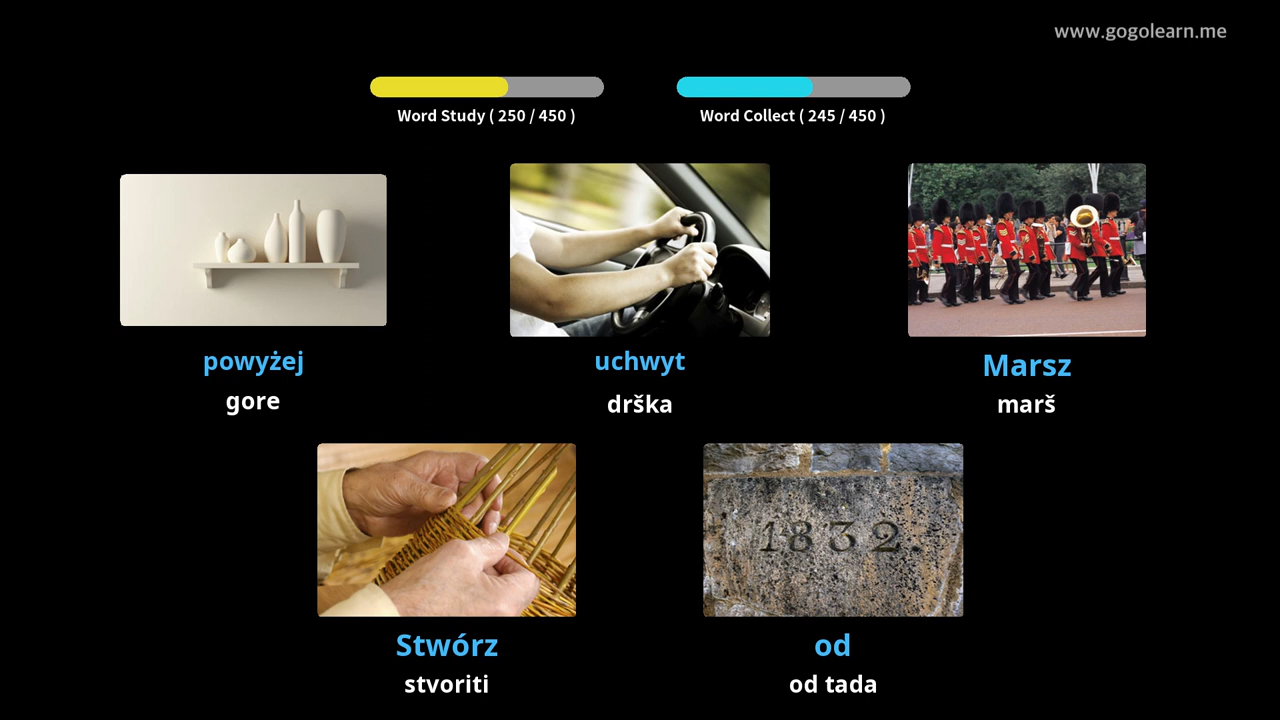 www.gogolearn.me
Word Study ( 250 / 450 )
Word Collect ( 245 / 450 )
powyżej
uchwyt
Marsz
gore
drška
marš
1832.
Stwórz
od
stvoriti
od tada